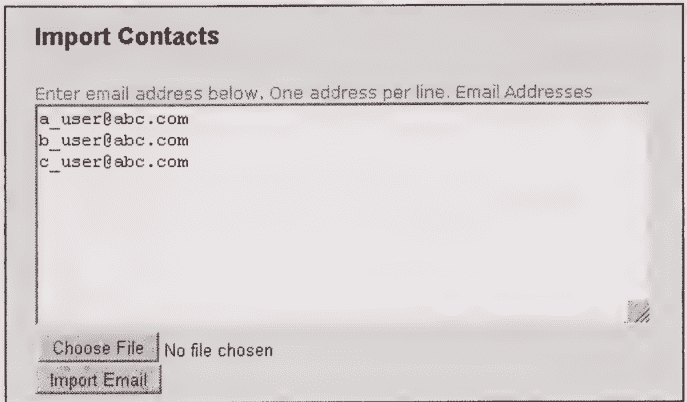 Import Contacts
Enter email address below. One address per line. Email Addresses
a_user@abc.com
b_user@abc.com
c_user@abc.com
Choose File No file chosen
Import Email